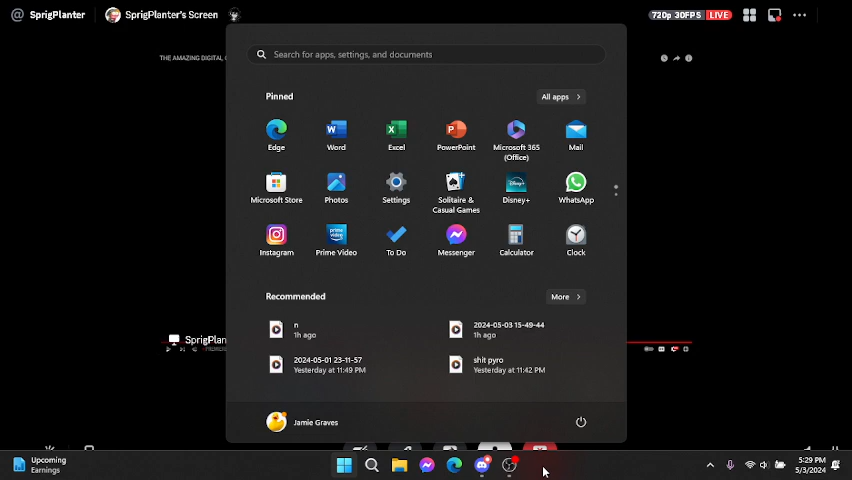 SprigPlanter
SprigPlanter's Screen
720p 30FPS LIVE
THE AMAZING DIGITAL
Search for apps, settings, and documents
Pinned
All apps
Edge
Word
Excel
PowerPoint
Microsoft 365
(Office)
Mail
Microsoft Store
Photos
Settings
Solitaire &
Casual Games
Disney+
WhatsApp
Instagram
Prime Video
To Do
Messenger
Calculator
Clock
Recommended
More
n
1h ago
2024-05-03 15-49-44
1h ago
2024-05-01 23-11-57
Yesterday at 11:49 PM
shit pyro
Yesterday at 11:42 PM
SprigPlan
Jamie Graves
Upcoming
Earnings
5:29 PM
5/3/2024